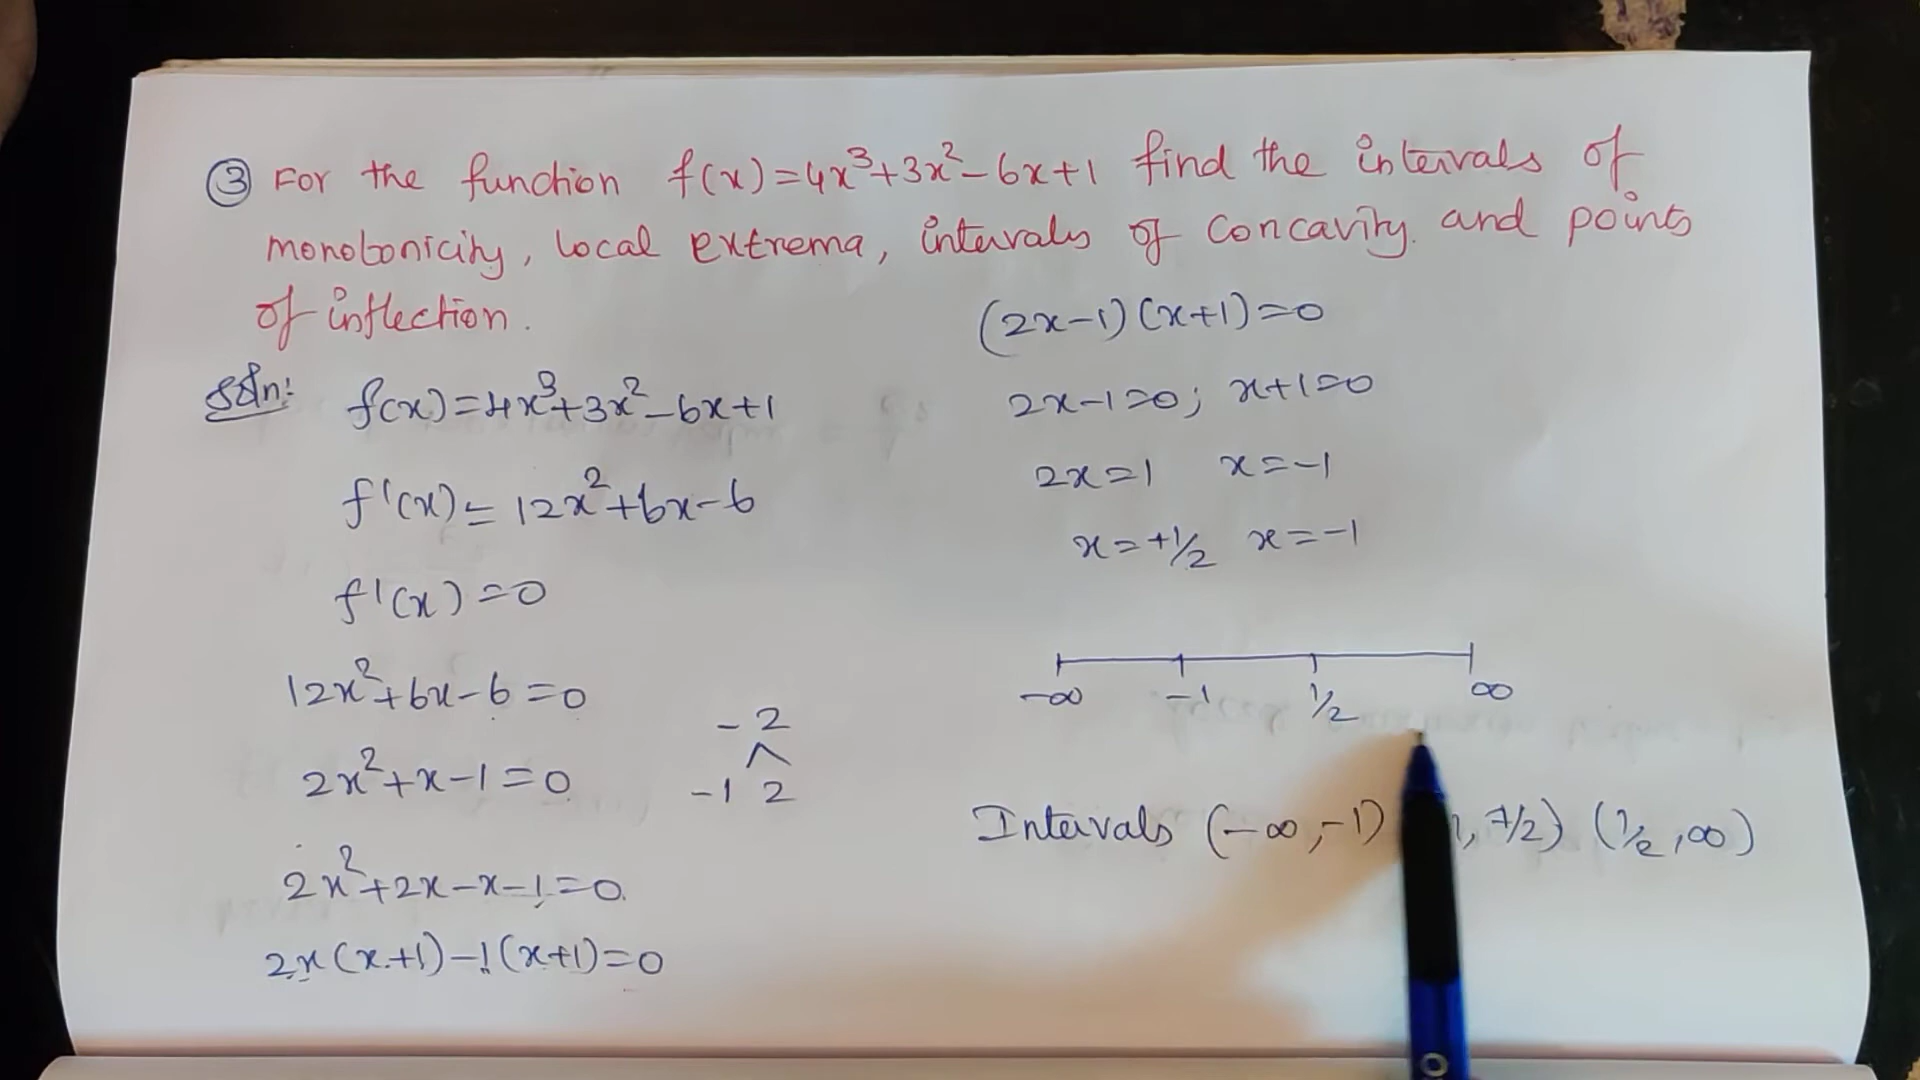 ③ For the function f(x)=4x³+3x²-6x+1 find the intervals of
monotonicity, local extrema, intervals of concavity and points
of inflection.
Soln: f(x)=4x³+3x²-6x+1
f'(x)=12x²+6x-6
f'(x)=0
12x²+6x-6=0
2x²+x-1=0
-2
^
-1 2
2x²+2x-x-1=0
2x(x+1)-1(x+1)=0
(2x-1)(x+1)=0
2x-1=0; x+1=0
2x=1 x=-1
x=+1/2 x=-1
-∞ -1 1/2 ∞
Intervals (-∞,-1) 1, 1/2) (1/2,∞)